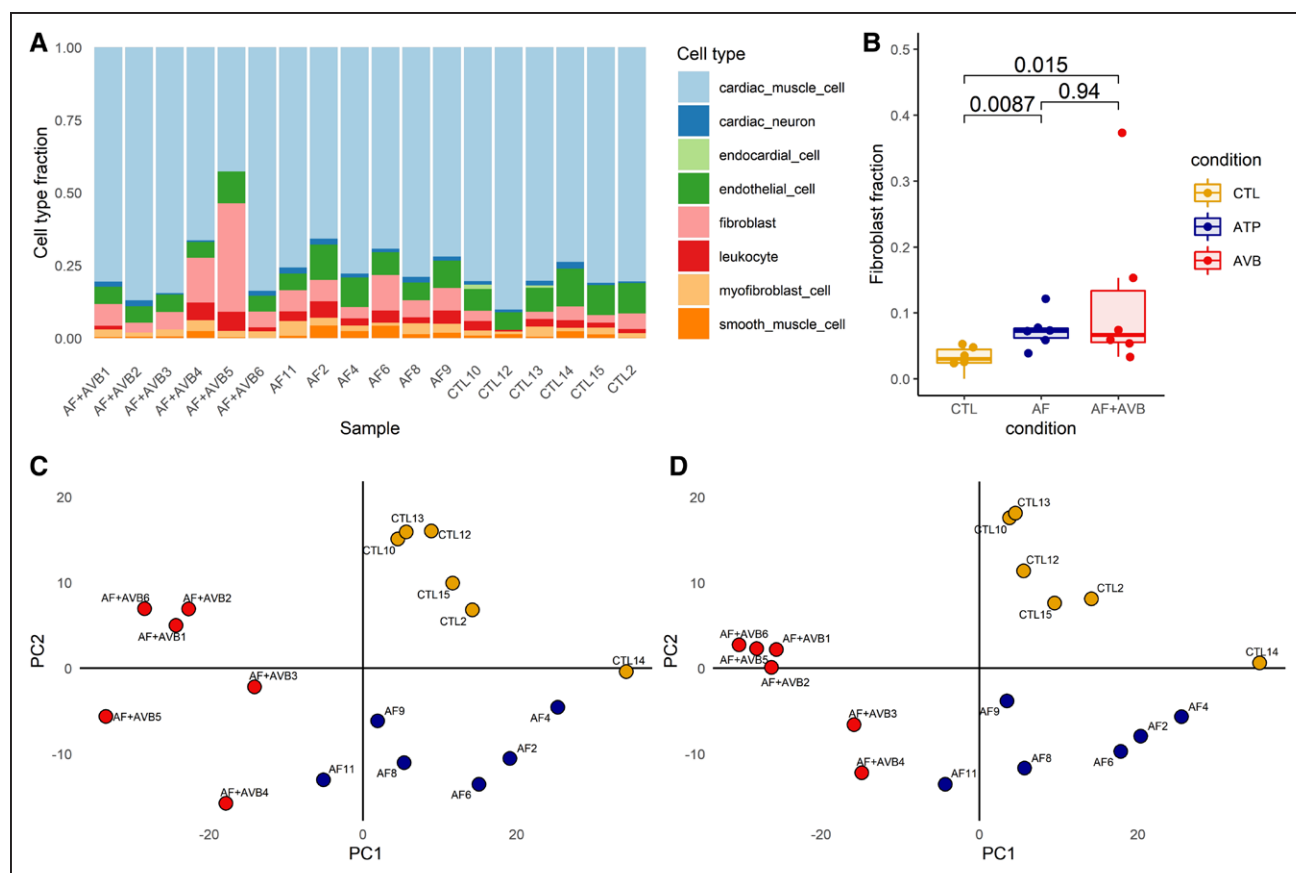 A
1.00
0.75
0.50
0.25
0.00
Cell type fraction
AF+AVB1
AF+AVB2
AF+AVB3
AF+AVB4
AF+AVB5
AF+AVB6
AF11
AF2
AF4
AF6
AF8
AF9
CTL10
CTL12
CTL13
CTL14
CTL15
CTL2
Sample
Cell type
cardiac_muscle_cell
cardiac_neuron
endocardial_cell
endothelial_cell
fibroblast
leukocyte
myofibroblast_cell
smooth_muscle_cell
B
0.5
0.4
0.3
0.2
0.1
0.0
Fibroblast fraction
0.015
0.0087
0.94
CTL
AF
AF+AVB
condition
condition
CTL
ATP
AVB
C
20
10
0
-10
PC2
CTL13
CTL10
CTL12
CTL15
CTL2
CTL14
AF+AVB6
AF+AVB2
AF+AVB1
AF+AVB3
AF+AVB5
AF+AVB4
AF9
AF4
AF2
AF8
AF11
AF6
-20
0
20
PC1
D
20
10
0
-10
PC2
CTL13
CTL10
CTL12
CTL2
CTL15
CTL14
AF+AVB6
AF+AVB1
AF+AVB5
AF+AVB2
AF+AVB3
AF+AVB4
AF9
AF4
AF2
AF6
AF8
AF11
-20
0
20
PC1